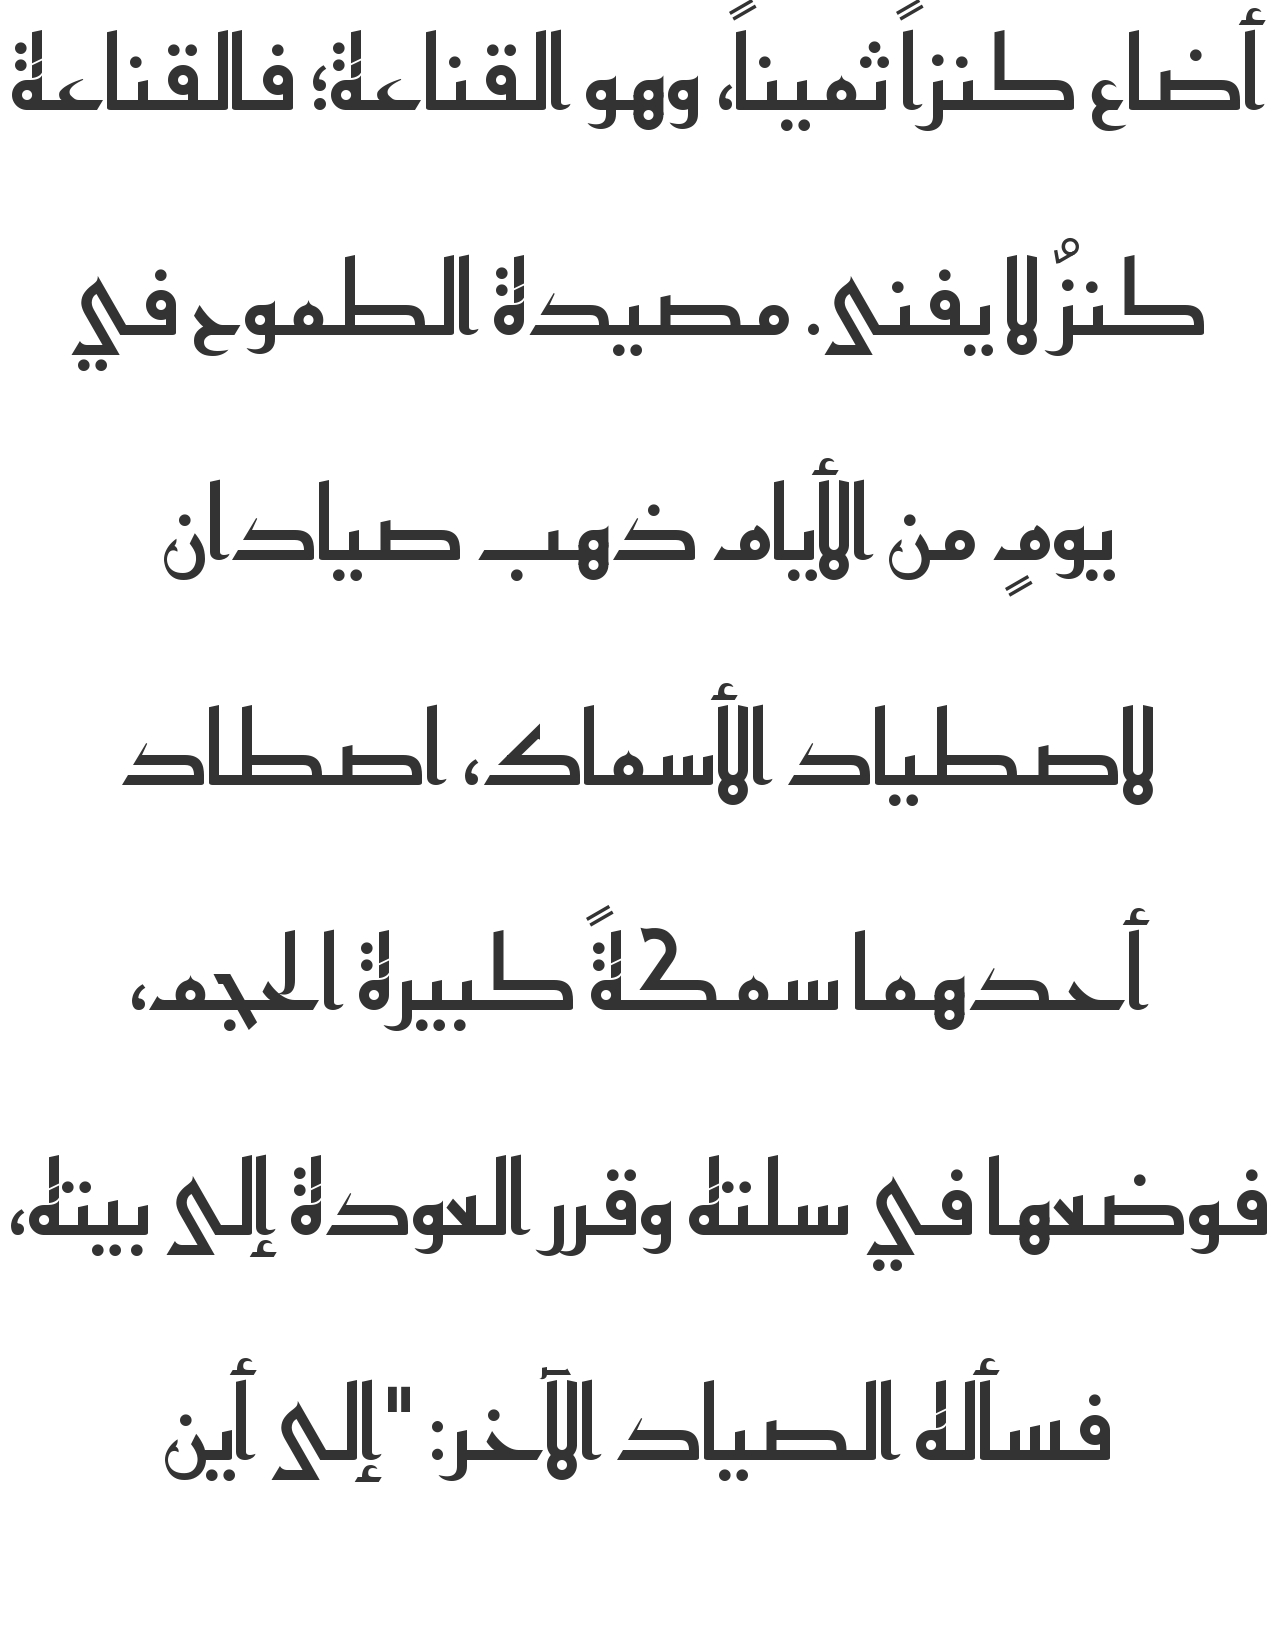 أضاع كنزاً ثميناً، وهو القناعة؛ فالقناعة
كنزٌ لا يفنى. مصيدة الطموح في
يومٍ من الأيام ذهب صيادان
لاصطياد الأسماك، اصطاد
أحدهما سمكةً كبيرة الحجم،
فوضعها في سلته وقرر العودة إلى بيته،
فسأله الصياد الآخر: "إلى أين